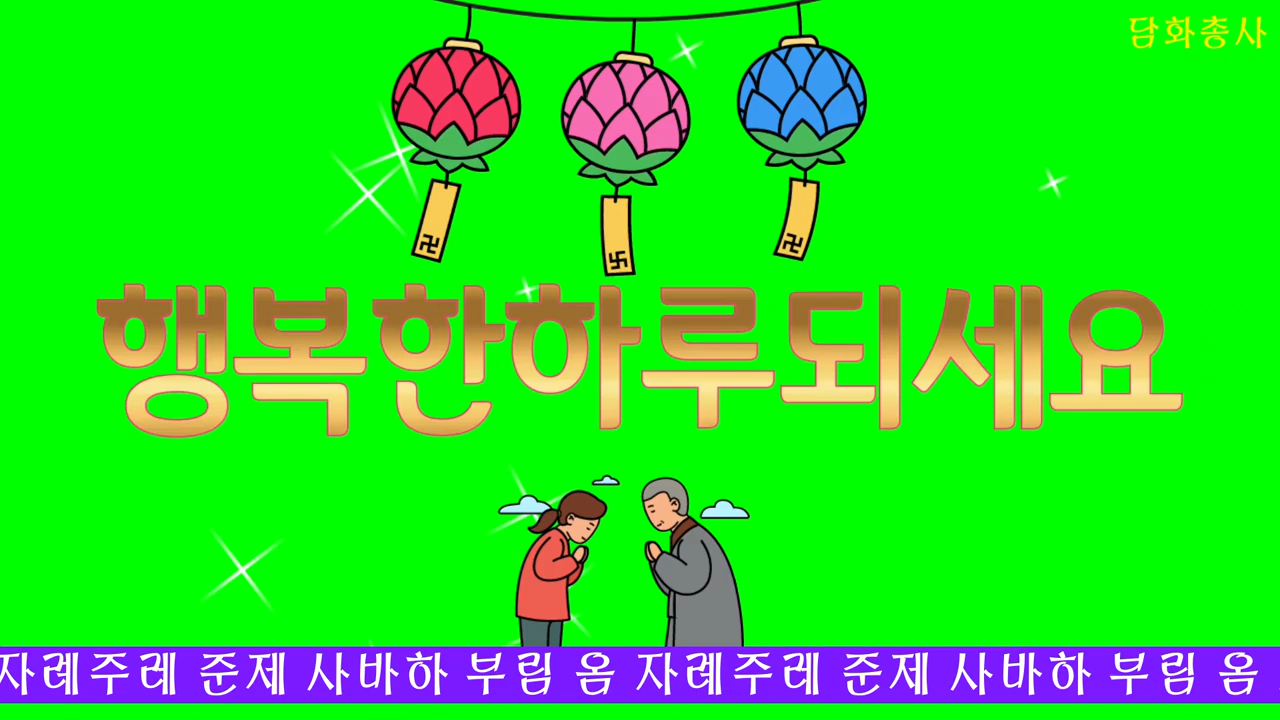 담화총사
卍
卐
卍
행복한하루되세요
자례주례 준제 사바하 부림 옴 자례주례 준제 사바하 부림 옴